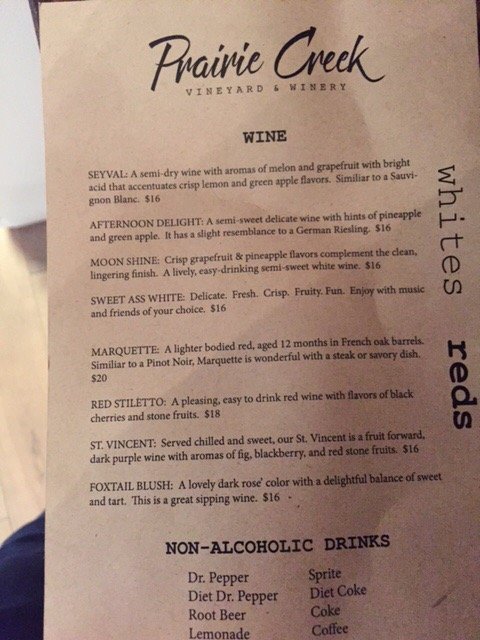 Prairie Creek
VINEYARD & WINERY
WINE
whites
SEYVAL: A semi-dry wine with aromas of melon and grapefruit with bright
acid that accentuates crisp lemon and green apple flavors. Similiar to a Sauvi-
gnon Blanc. $16
AFTERNOON DELIGHT: A semi-sweet delicate wine with hints of pineapple
and green apple. It has a slight resemblance to a German Riesling. $16
MOON SHINE: Crisp grapefruit & pineapple flavors complement the clean,
lingering finish. A lively, easy-drinking semi-sweet white wine. $16
SWEET ASS WHITE: Delicate. Fresh. Crisp. Fruity. Fun. Enjoy with music
and friends of your choice. $16
reds
MARQUETTE: A lighter bodied red, aged 12 months in French oak barrels.
Similiar to a Pinot Noir, Marquette is wonderful with a steak or savory dish.
$20
RED STILETTO: A pleasing, easy to drink red wine with flavors of black
cherries and stone fruits. $18
ST. VINCENT: Served chilled and sweet, our St. Vincent is a fruit forward,
dark purple wine with aromas of fig, blackberry, and red stone fruits. $16
FOXTAIL BLUSH: A lovely dark rose' color with a delightful balance of sweet
and tart. This is a great sipping wine. $16
NON-ALCOHOLIC DRINKS
Dr. Pepper
Diet Dr. Pepper
Root Beer
Lemonade
Sprite
Diet Coke
Coke
Coffee